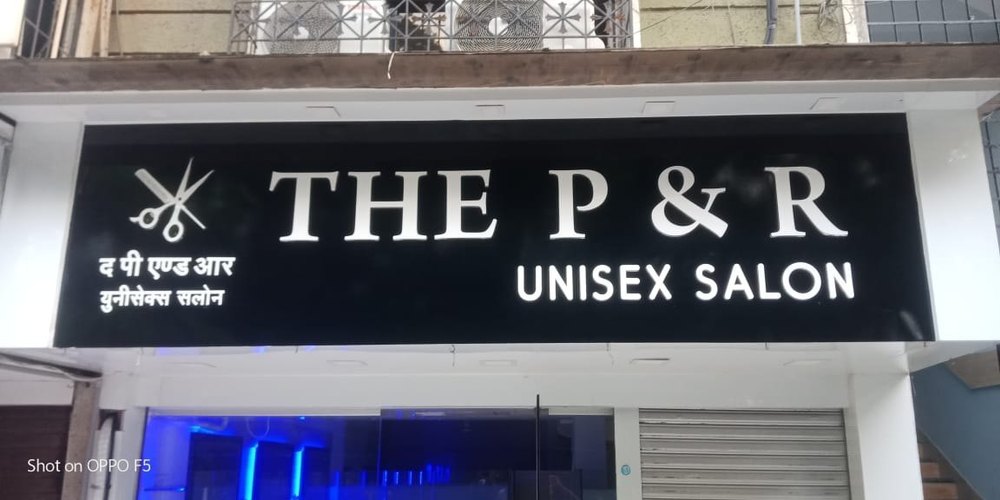 THE P & R
UNISEX SALON
द पी एण्ड आर
युनीसेक्स सलोन
Shot on OPPO F5